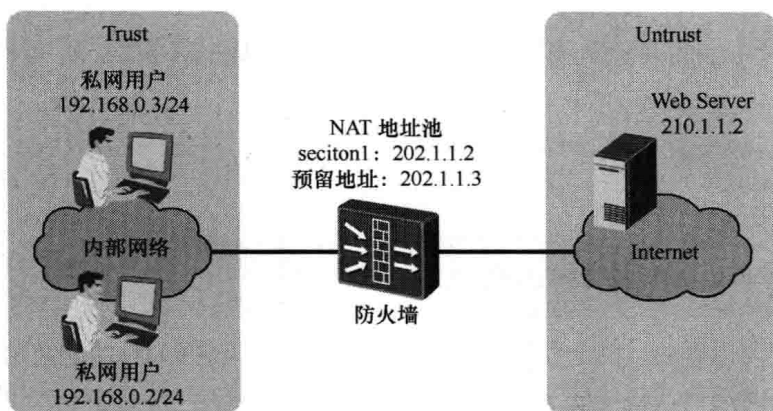 Trust
私网用户
192.168.0.3/24
内部网络
私网用户
192.168.0.2/24
NAT 地址池
seciton1：202.1.1.2
预留地址：202.1.1.3
防火墙
Untrust
Web Server
210.1.1.2
Internet